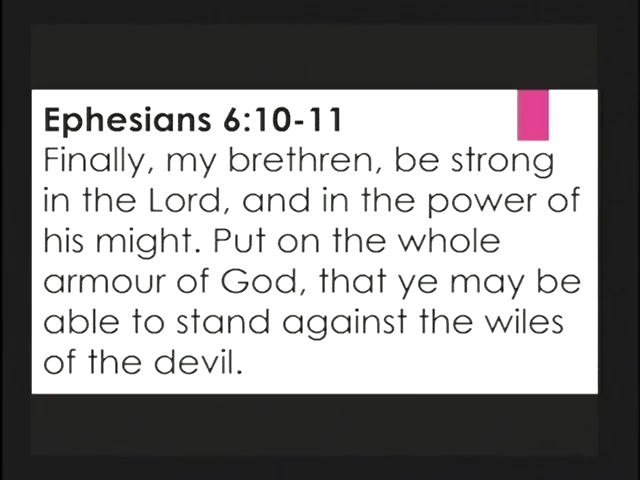 Ephesians 6:10-11
Finally, my brethren, be strong
in the Lord, and in the power of
his might. Put on the whole
armour of God, that ye may be
able to stand against the wiles
of the devil.